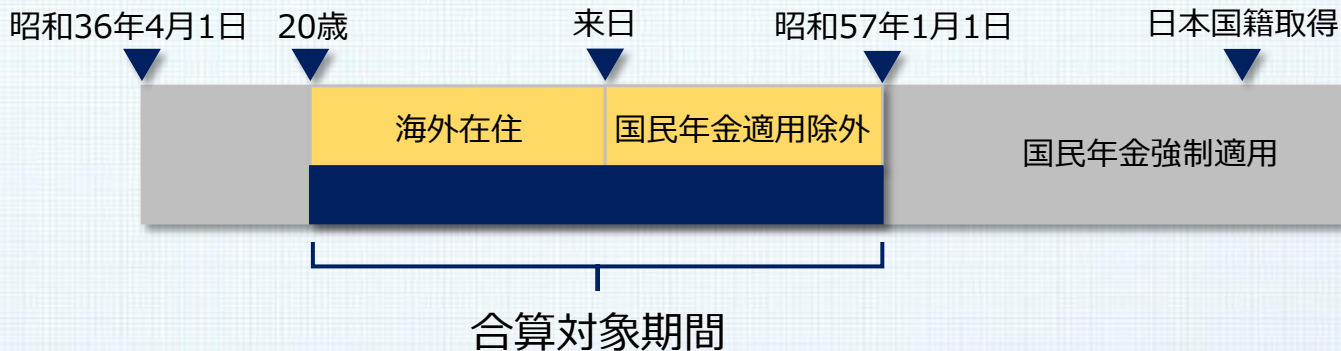 昭和36年4月1日 20歳 来日 昭和57年1月1日 日本国籍取得
海外在住 国民年金適用除外
国民年金強制適用
合算対象期間